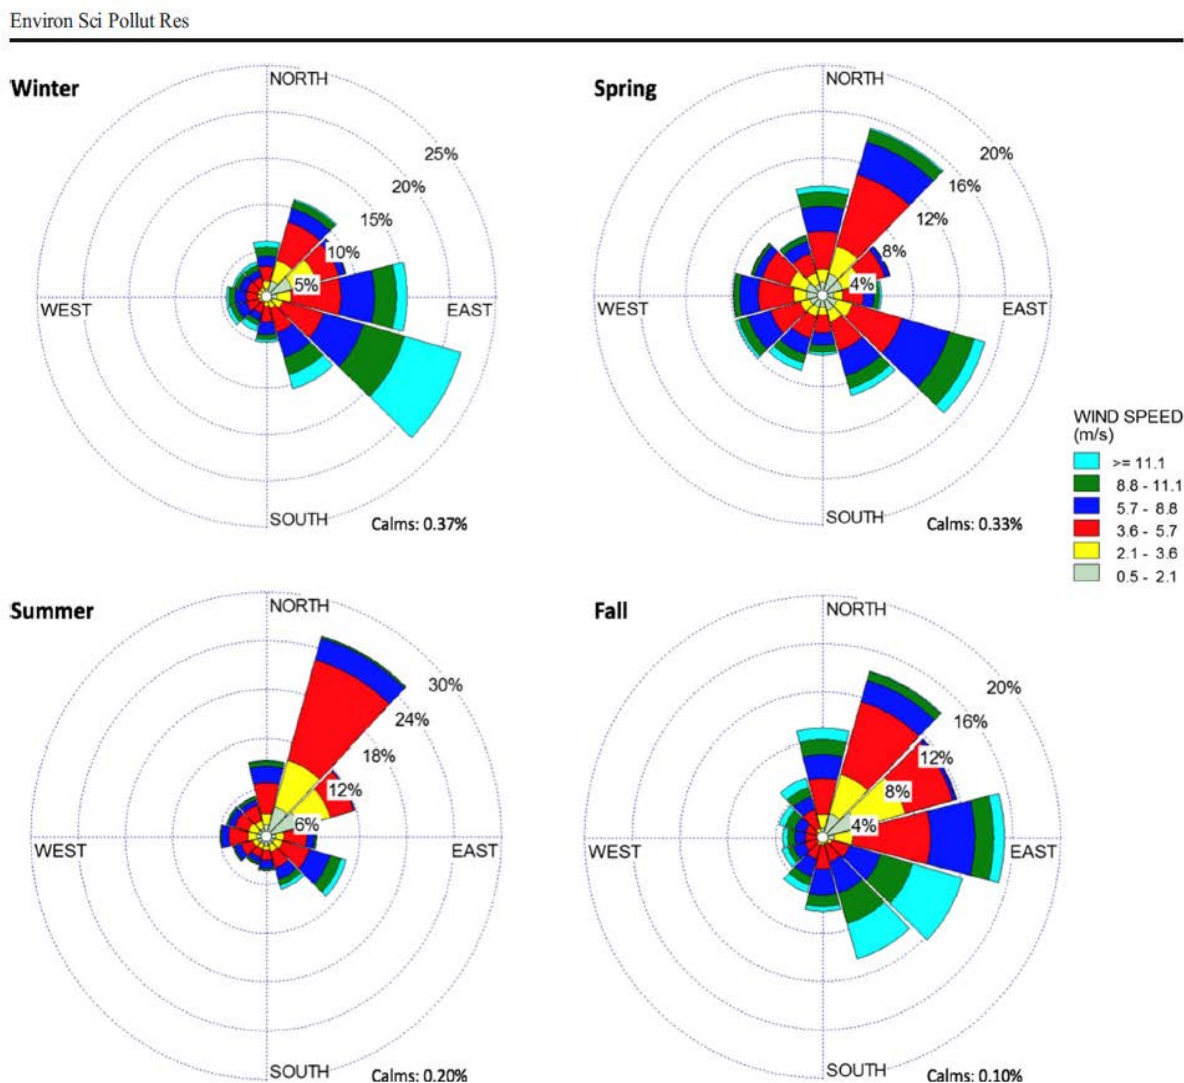 Environ Sci Pollut Res
Winter
NORTH
25%
20%
15%
10%
5%
WEST
EAST
SOUTH
Calms: 0.37%
Spring
NORTH
20%
16%
12%
8%
4%
WEST
EAST
SOUTH
Calms: 0.33%
WIND SPEED
(m/s)
>= 11.1
8.8 - 11.1
5.7 - 8.8
3.6 - 5.7
2.1 - 3.6
0.5 - 2.1
Summer
NORTH
30%
24%
18%
12%
6%
WEST
EAST
SOUTH
Calms: 0.20%
Fall
NORTH
20%
16%
12%
8%
4%
WEST
EAST
SOUTH
Calms: 0.10%